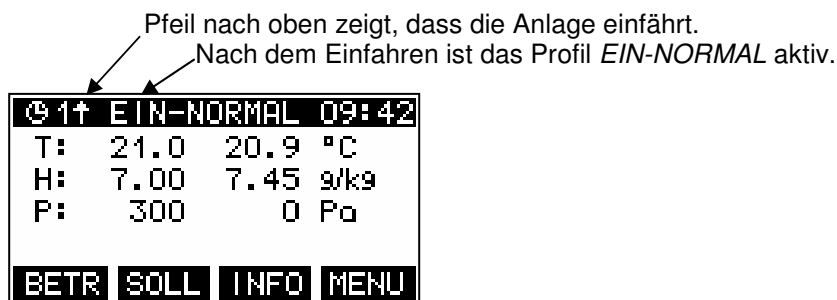 Pfeil nach oben zeigt, dass die Anlage einfährt.
Nach dem Einfahren ist das Profil EIN-NORMAL aktiv.
1↑ EIN-NORMAL 09:42
T: 21.0 20.9 °C
H: 7.00 7.45 g/kg
P: 300 0 Pa
BETR SOLL INFO MENU